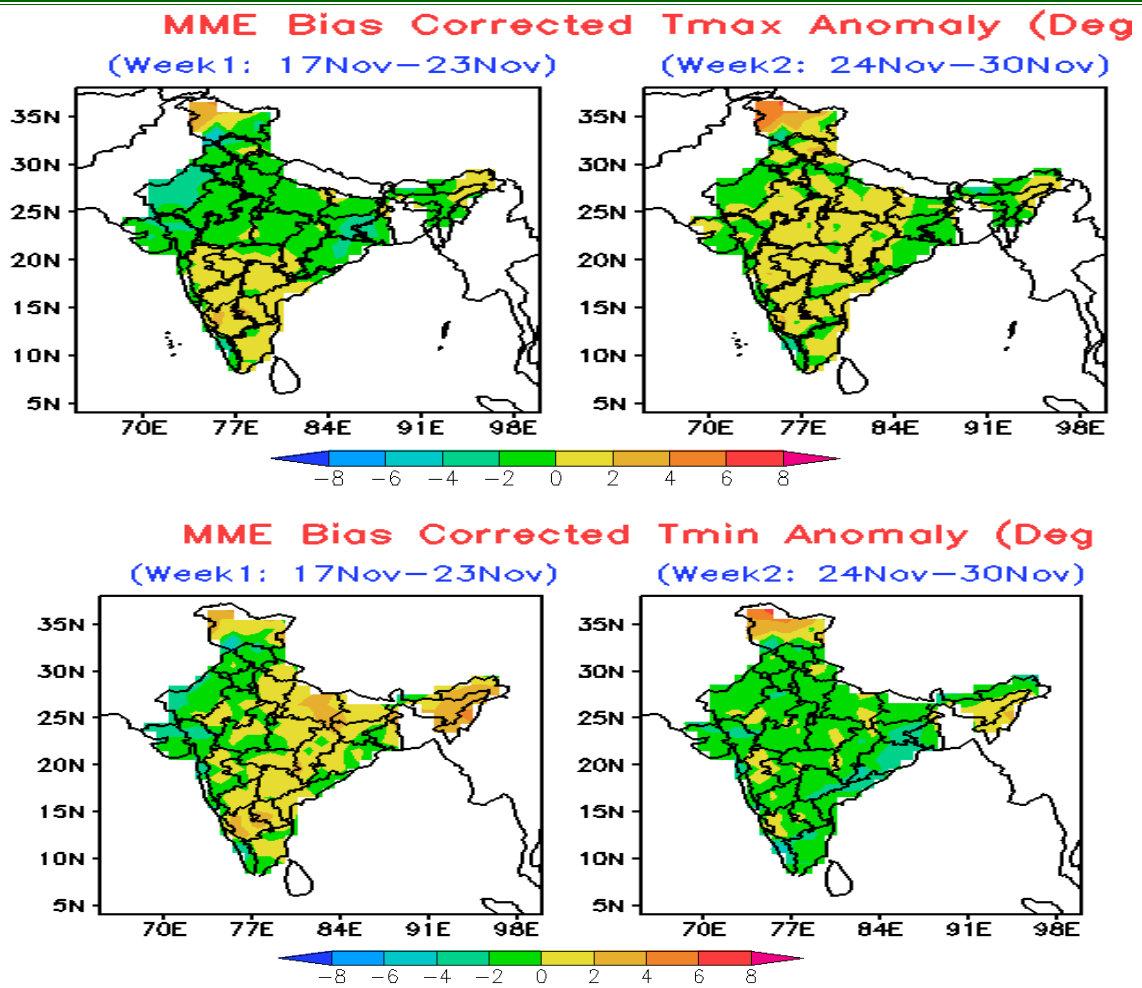 MME Bias Corrected Tmax Anomaly (Deg
(Week1: 17Nov−23Nov) (Week2: 24Nov−30Nov)
35N 35N
30N 30N
25N 25N
20N 20N
15N 15N
10N 10N
5N 5N
70E 77E 84E 91E 98E 70E 77E 84E 91E 98E
−8 −6 −4 −2 0 2 4 6 8
MME Bias Corrected Tmin Anomaly (Deg
(Week1: 17Nov−23Nov) (Week2: 24Nov−30Nov)
35N 35N
30N 30N
25N 25N
20N 20N
15N 15N
10N 10N
5N 5N
70E 77E 84E 91E 98E 70E 77E 84E 91E 98E
−8 −6 −4 −2 0 2 4 6 8